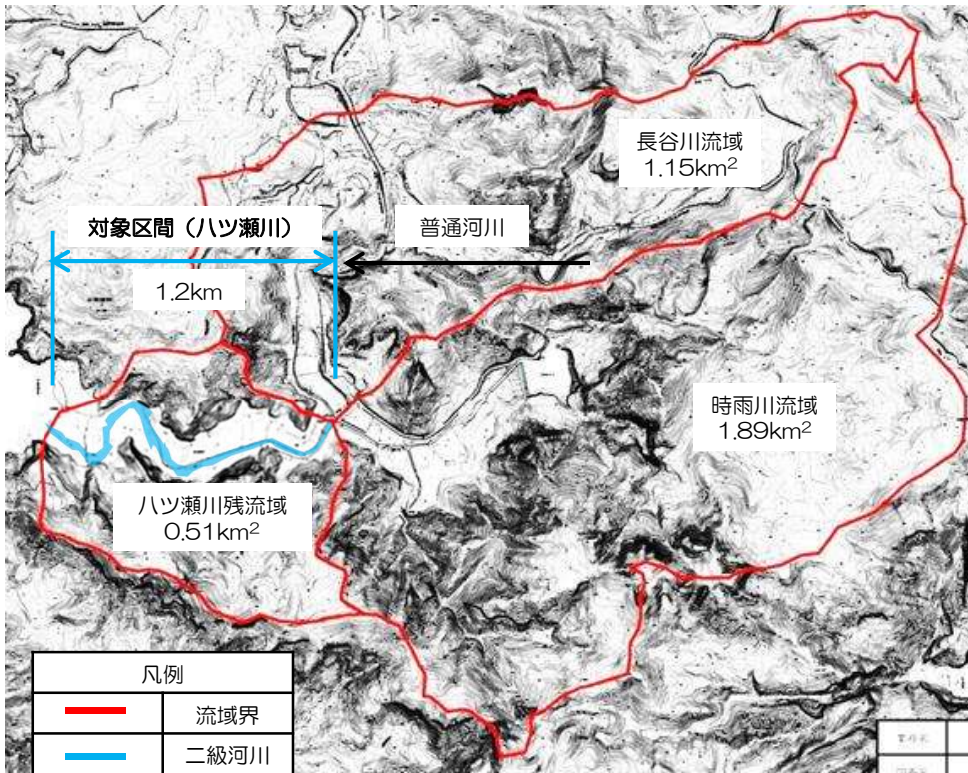 長谷川流域
1.15km²
対象区間（八ツ瀬川）
普通河川
1.2km
時雨川流域
1.89km²
八ツ瀬川残流域
0.51km²
凡例
流域界
二級河川